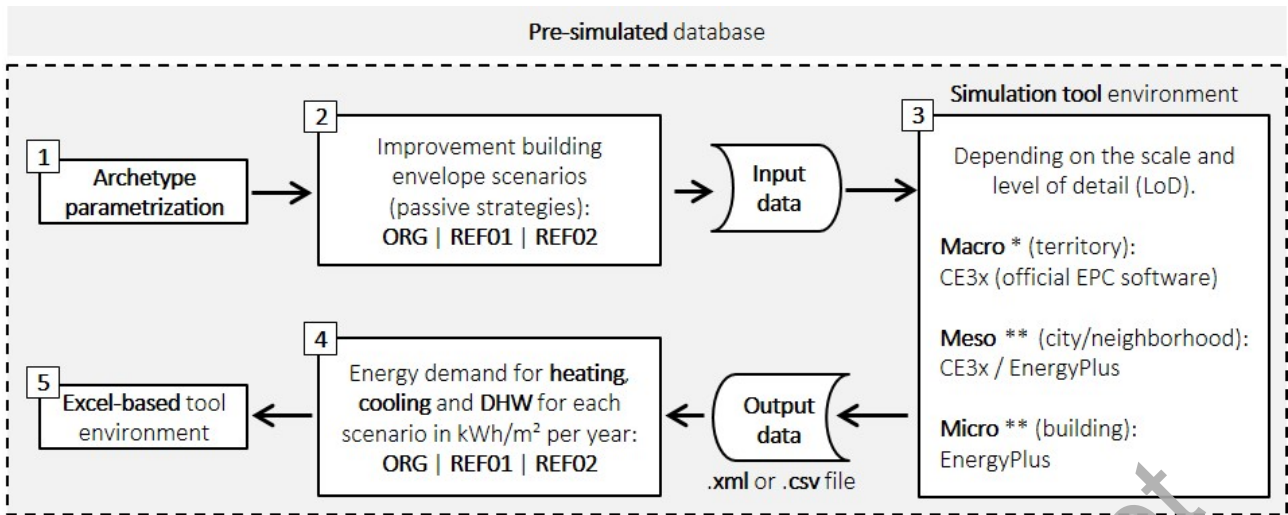 Pre-simulated database
1
Archetype
parametrization
2
Improvement building
envelope scenarios
(passive strategies):
ORG | REF01 | REF02
Input
data
Simulation tool environment
3
Depending on the scale and
level of detail (LoD).
Macro * (territory):
CE3x (official EPC software)
Meso ** (city/neighborhood):
CE3x / EnergyPlus
Micro ** (building):
EnergyPlus
Output
data
.xml or .csv file
4
Energy demand for heating,
cooling and DHW for each
scenario in kWh/m² per year:
ORG | REF01 | REF02
5
Excel-based tool
environment